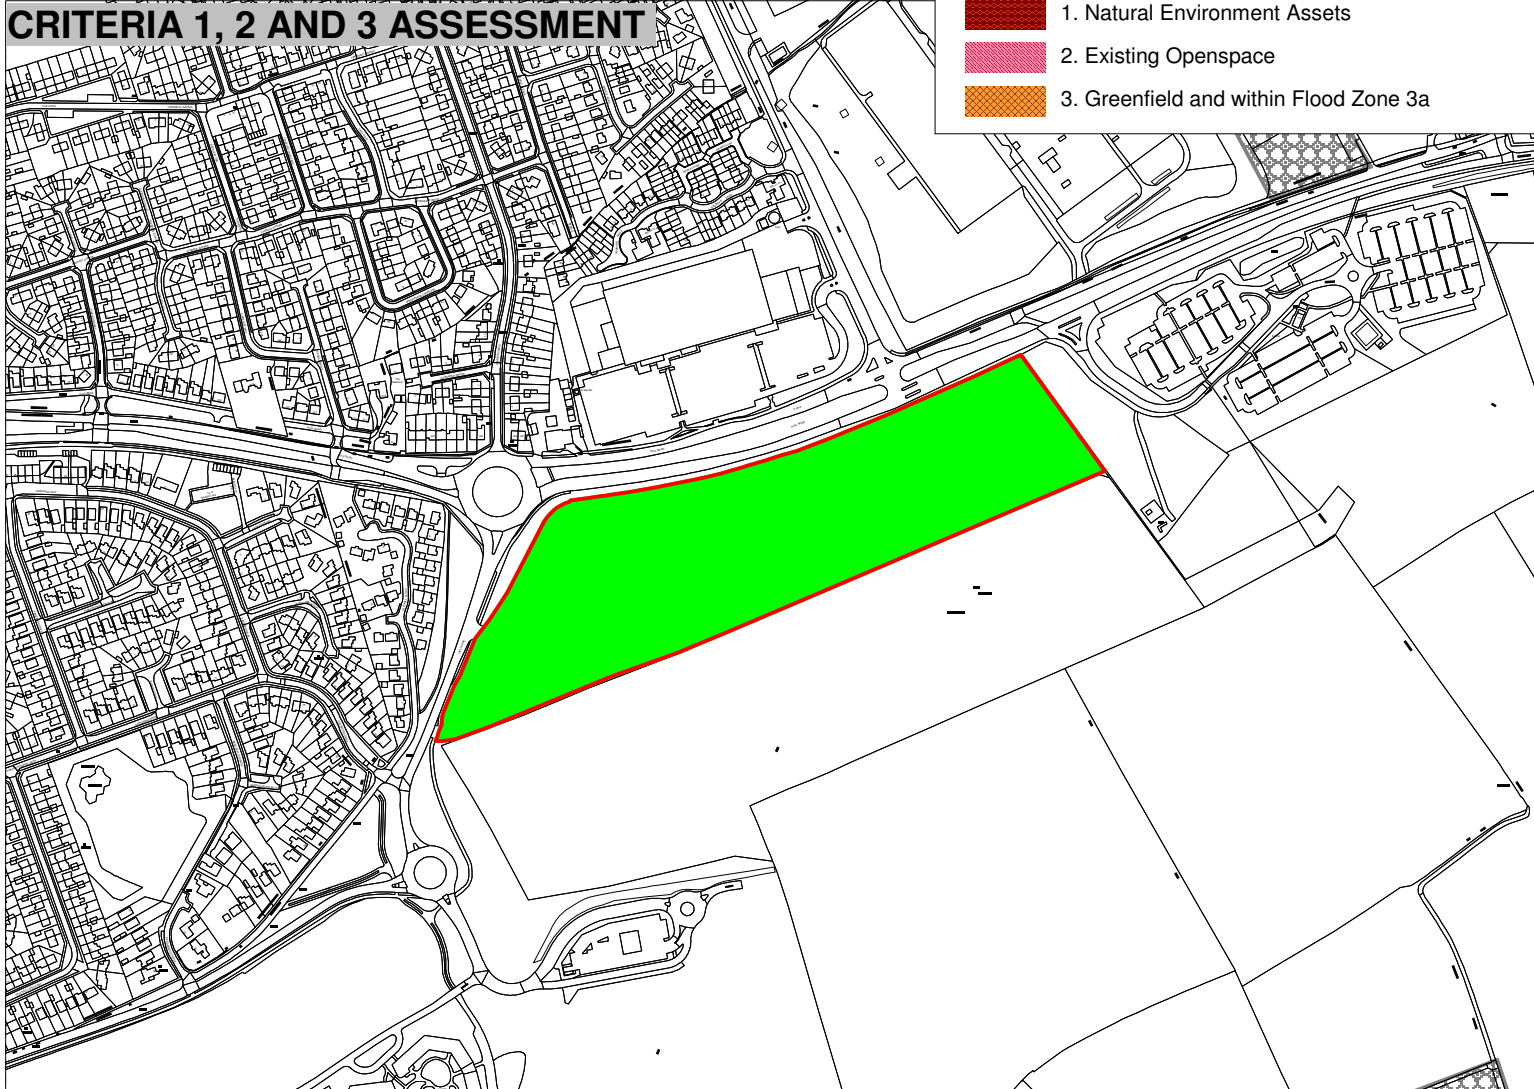 CRITERIA 1, 2 AND 3 ASSESSMENT
1. Natural Environment Assets
2. Existing Openspace
3. Greenfield and within Flood Zone 3a